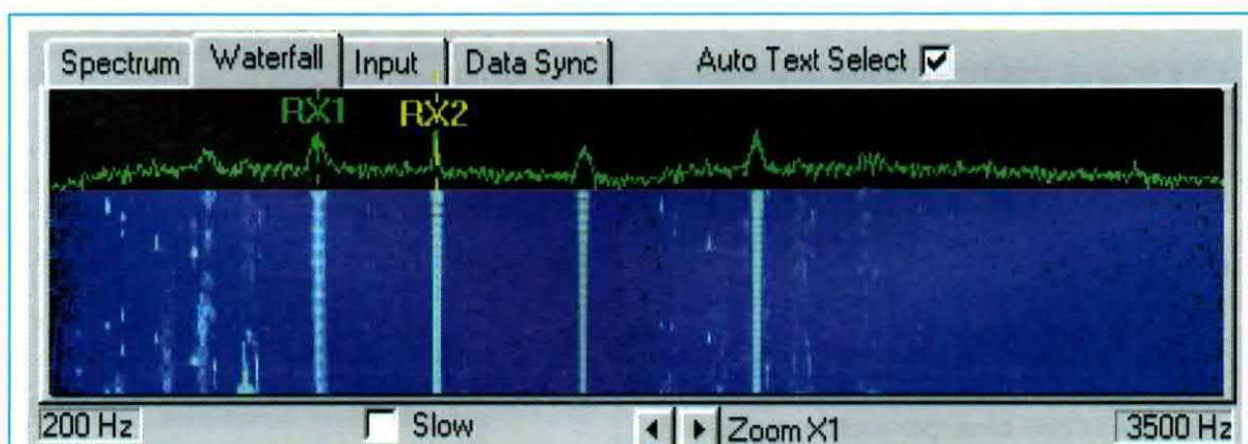 Spectrum Waterfall Input Data Sync Auto Text Select
RX1 RX2
200 Hz Slow Zoom X1 3500 Hz